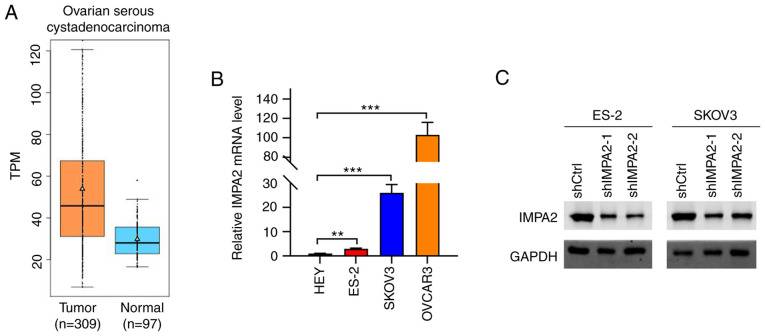 A
Ovarian serous
cystadenocarcinoma
TPM
120
100
80
60
40
20
Tumor
(n=309)
Normal
(n=97)
B
Relative IMPA2 mRNA level
140
120
100
80
30
20
10
0
***
***
**
HEY
ES-2
SKOV3
OVCAR3
C
ES-2
SKOV3
shCtrl
shIMPA2-1
shIMPA2-2
shCtrl
shIMPA2-1
shIMPA2-2
IMPA2
GAPDH